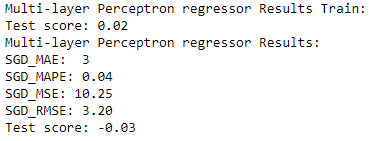 Multi-layer Perceptron regressor Results Train:
Test score: 0.02
Multi-layer Perceptron regressor Results:
SGD_MAE:  3
SGD_MAPE: 0.04
SGD_MSE: 10.25
SGD_RMSE: 3.20
Test score: -0.03